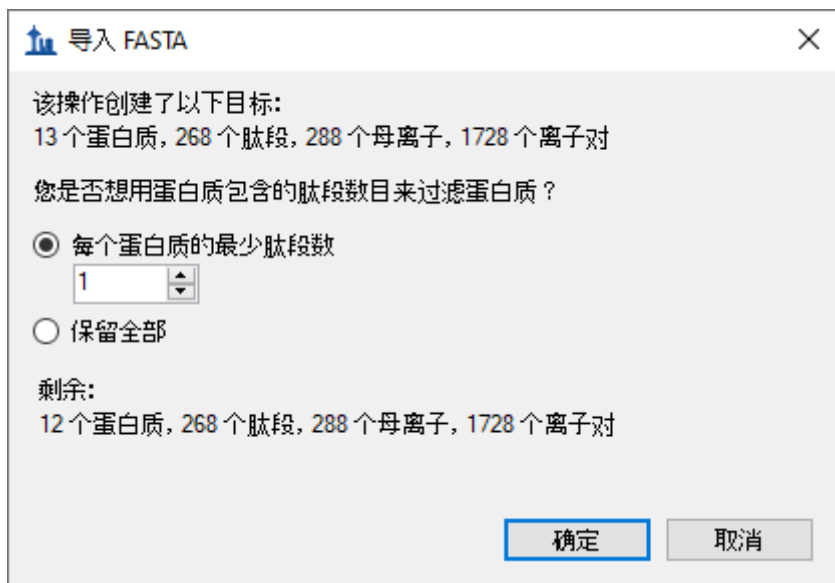 导入 FASTA
该操作创建了以下目标:
13 个蛋白质, 268 个肽段, 288 个母离子, 1728 个离子对
您是否想用蛋白质包含的肽段数目来过滤蛋白质？
每个蛋白质的最少肽段数
1
保留全部
剩余:
12 个蛋白质, 268 个肽段, 288 个母离子, 1728 个离子对
确定
取消